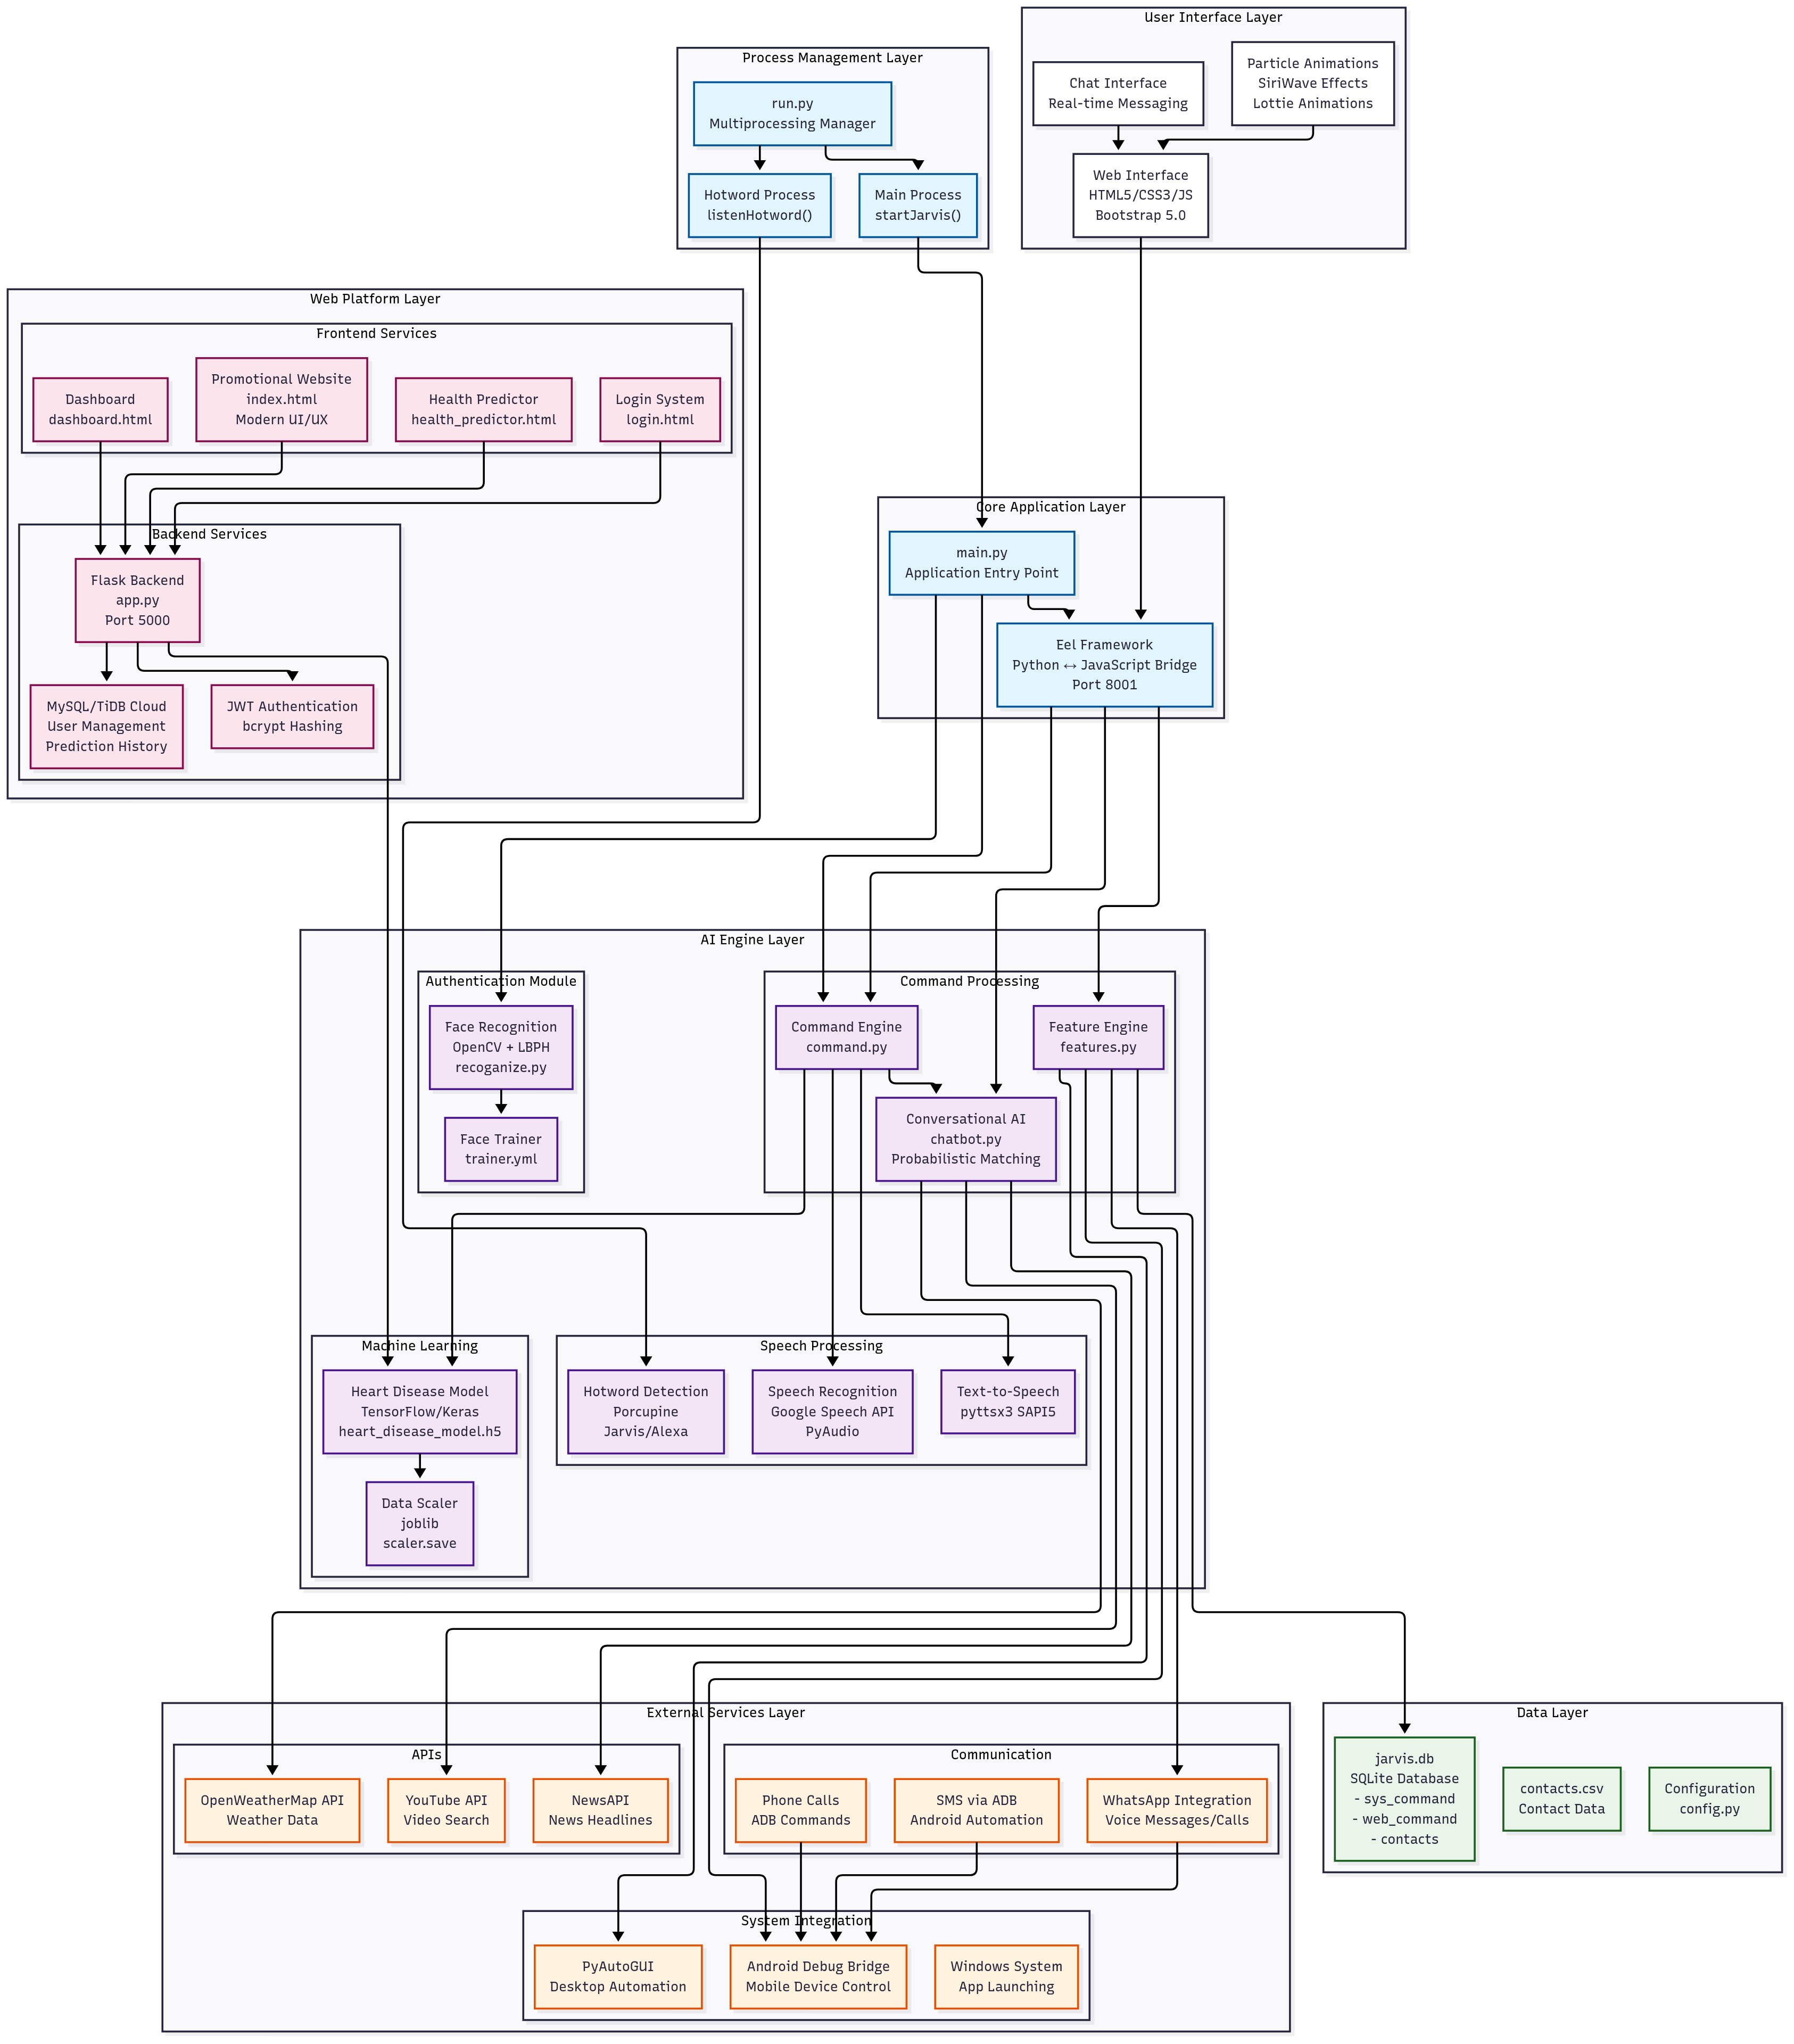 User Interface Layer
Process Management Layer
Chat Interface
Real-time Messaging
Particle Animations
SiriWave Effects
Lottie Animations
run.py
Multiprocessing Manager
Hotword Process
listenHotword()
Main Process
startJarvis()
Web Interface
HTML5/CSS3/JS
Bootstrap 5.0
Web Platform Layer
Frontend Services
Dashboard
dashboard.html
Promotional Website
index.html
Modern UI/UX
Health Predictor
health_predictor.html
Login System
login.html
Backend Services
Flask Backend
app.py
Port 5000
MySQL/TiDB Cloud
User Management
Prediction History
JWT Authentication
bcrypt Hashing
Core Application Layer
main.py
Application Entry Point
Eel Framework
Python ↔ JavaScript Bridge
Port 8001
AI Engine Layer
Authentication Module
Face Recognition
OpenCV + LBPH
recoganize.py
Face Trainer
trainer.yml
Command Processing
Command Engine
command.py
Feature Engine
features.py
Conversational AI
chatbot.py
Probabilistic Matching
Machine Learning
Heart Disease Model
TensorFlow/Keras
heart_disease_model.h5
Data Scaler
joblib
scaler.save
Speech Processing
Hotword Detection
Porcupine
Jarvis/Alexa
Speech Recognition
Google Speech API
PyAudio
Text-to-Speech
pyttsx3 SAPI5
External Services Layer
APIs
OpenWeatherMap API
Weather Data
YouTube API
Video Search
NewsAPI
News Headlines
Communication
Phone Calls
ADB Commands
SMS via ADB
Android Automation
WhatsApp Integration
Voice Messages/Calls
System Integration
PyAutoGUI
Desktop Automation
Android Debug Bridge
Mobile Device Control
Windows System
App Launching
Data Layer
jarvis.db
SQLite Database
- sys_command
- web_command
- contacts
contacts.csv
Contact Data
Configuration
config.py